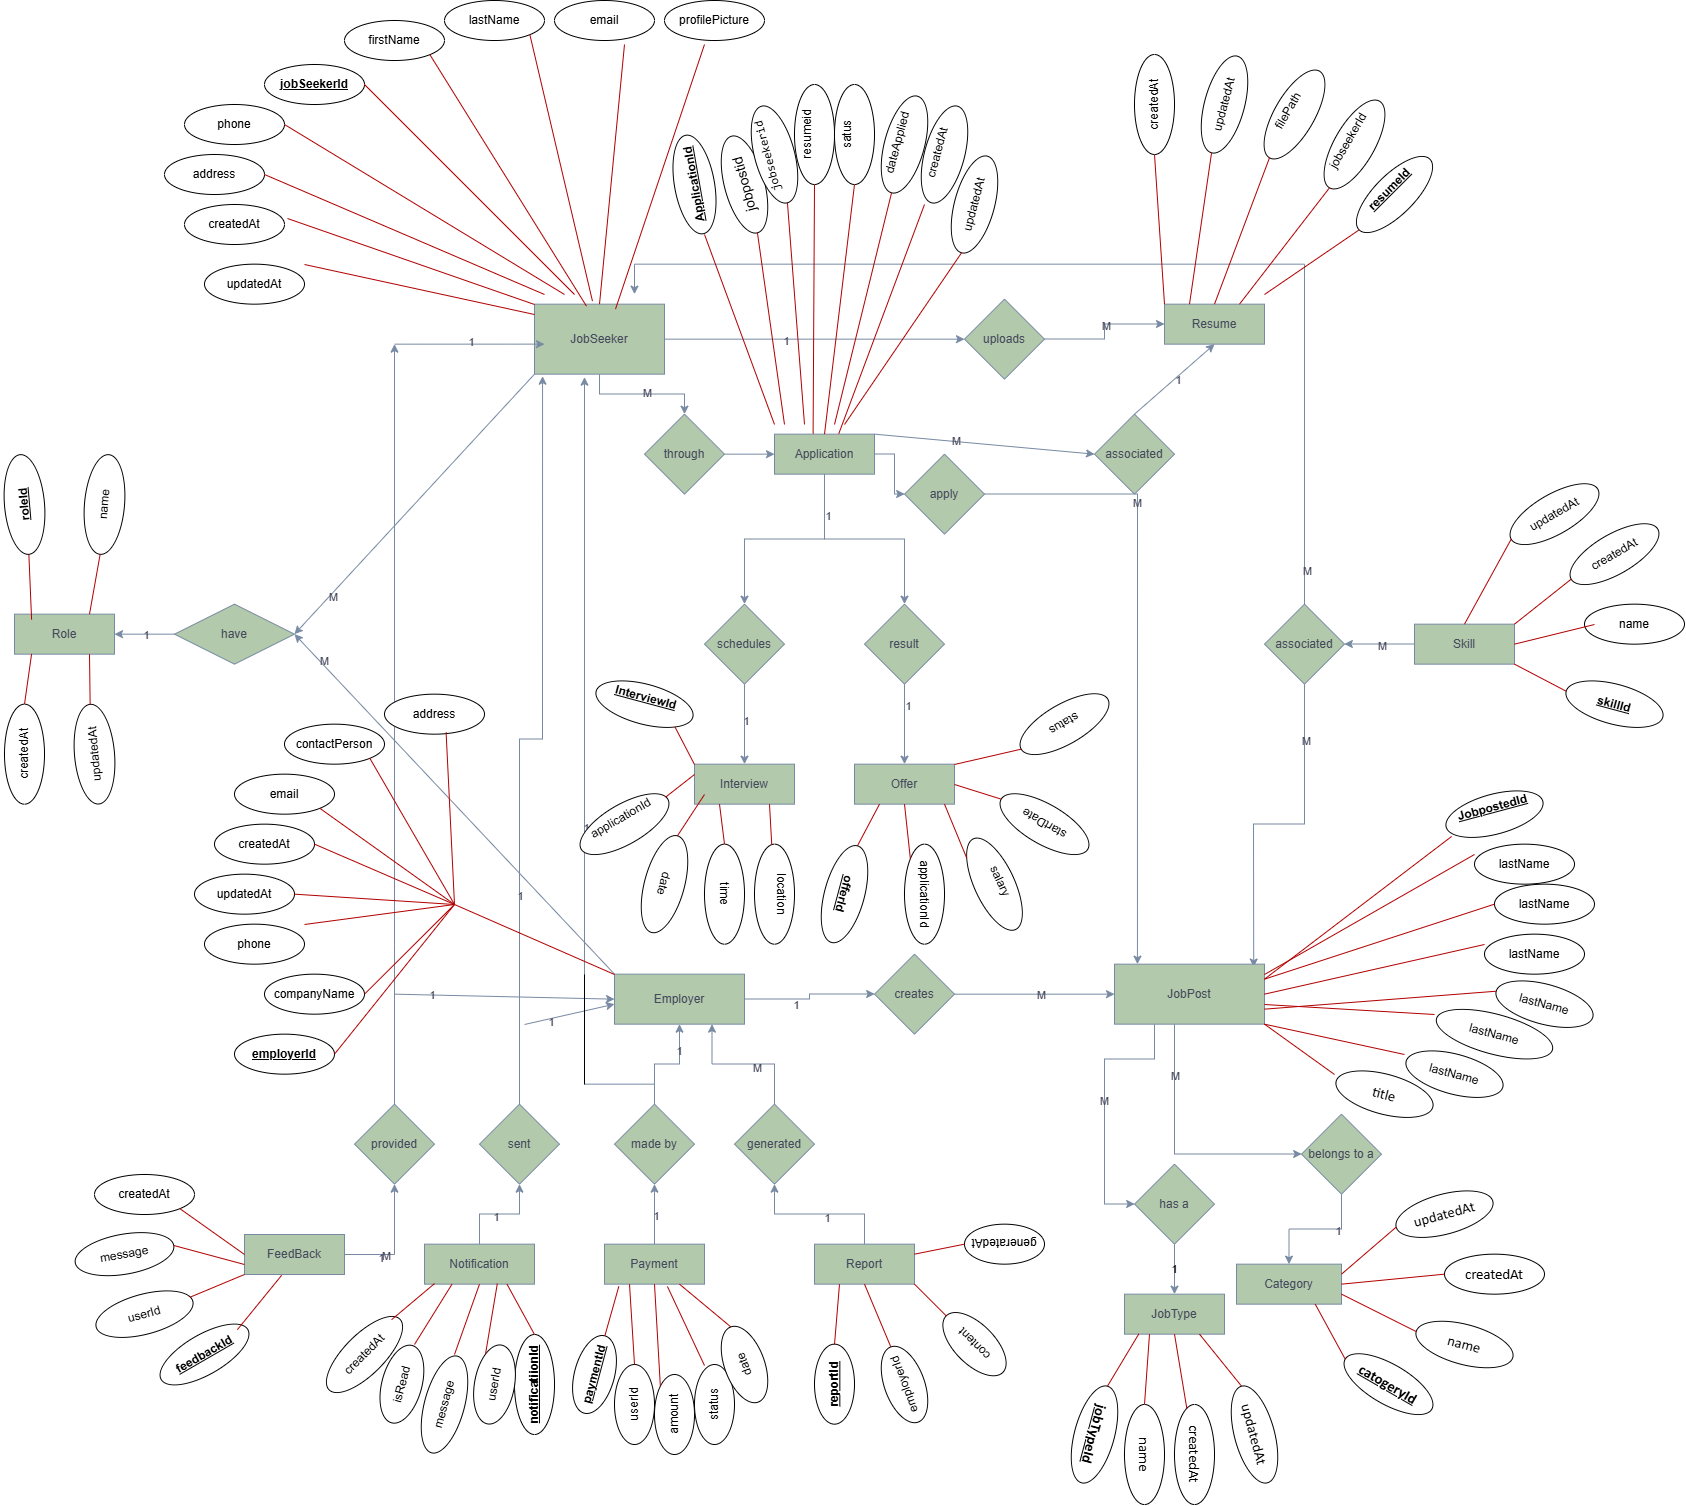 lastName
email
profilePicture
firstName
jobSeekerId
phone
address
createdAt
updatedAt
ApplicationId
jobpostid
jobseekerid
resumeid
satus
dateApplied
createdAt
updatedAt
createdAt
updatedAt
filePath
jobseekerId
resumeId
JobSeeker
1
uploads
M
Resume
1
M
1
through
Application
M
associated
apply
M
1
roleId
name
Role
1
have
M
M
createdAt
updatedAt
schedules
result
1
1
M
associated
M
Skill
M
updatedAt
createdAt
name
skillId
InterviewId
Interview
applicationId
date
time
location
Offer
status
startDate
salary
applicationId
offerId
address
contactPerson
email
createdAt
updatedAt
phone
companyName
employerId
1
1
1
1
Employer
1
creates
M
JobPost
JobpostedId
lastName
lastName
lastName
lastName
lastName
lastName
title
1
M
M
M
provided
sent
made by
generated
belongs to a
has a
1
1
1
1
1
1
M
createdAt
message
userId
feedbackId
FeedBack
Notification
Payment
Report
Category
JobType
createdAt
isRead
message
userId
notificatiionId
paymentId
userId
amount
status
date
generatedAt
content
employerId
reportId
updatedAt
createdAt
name
catogeryId
jobTypeId
name
createdAt
updatedAt